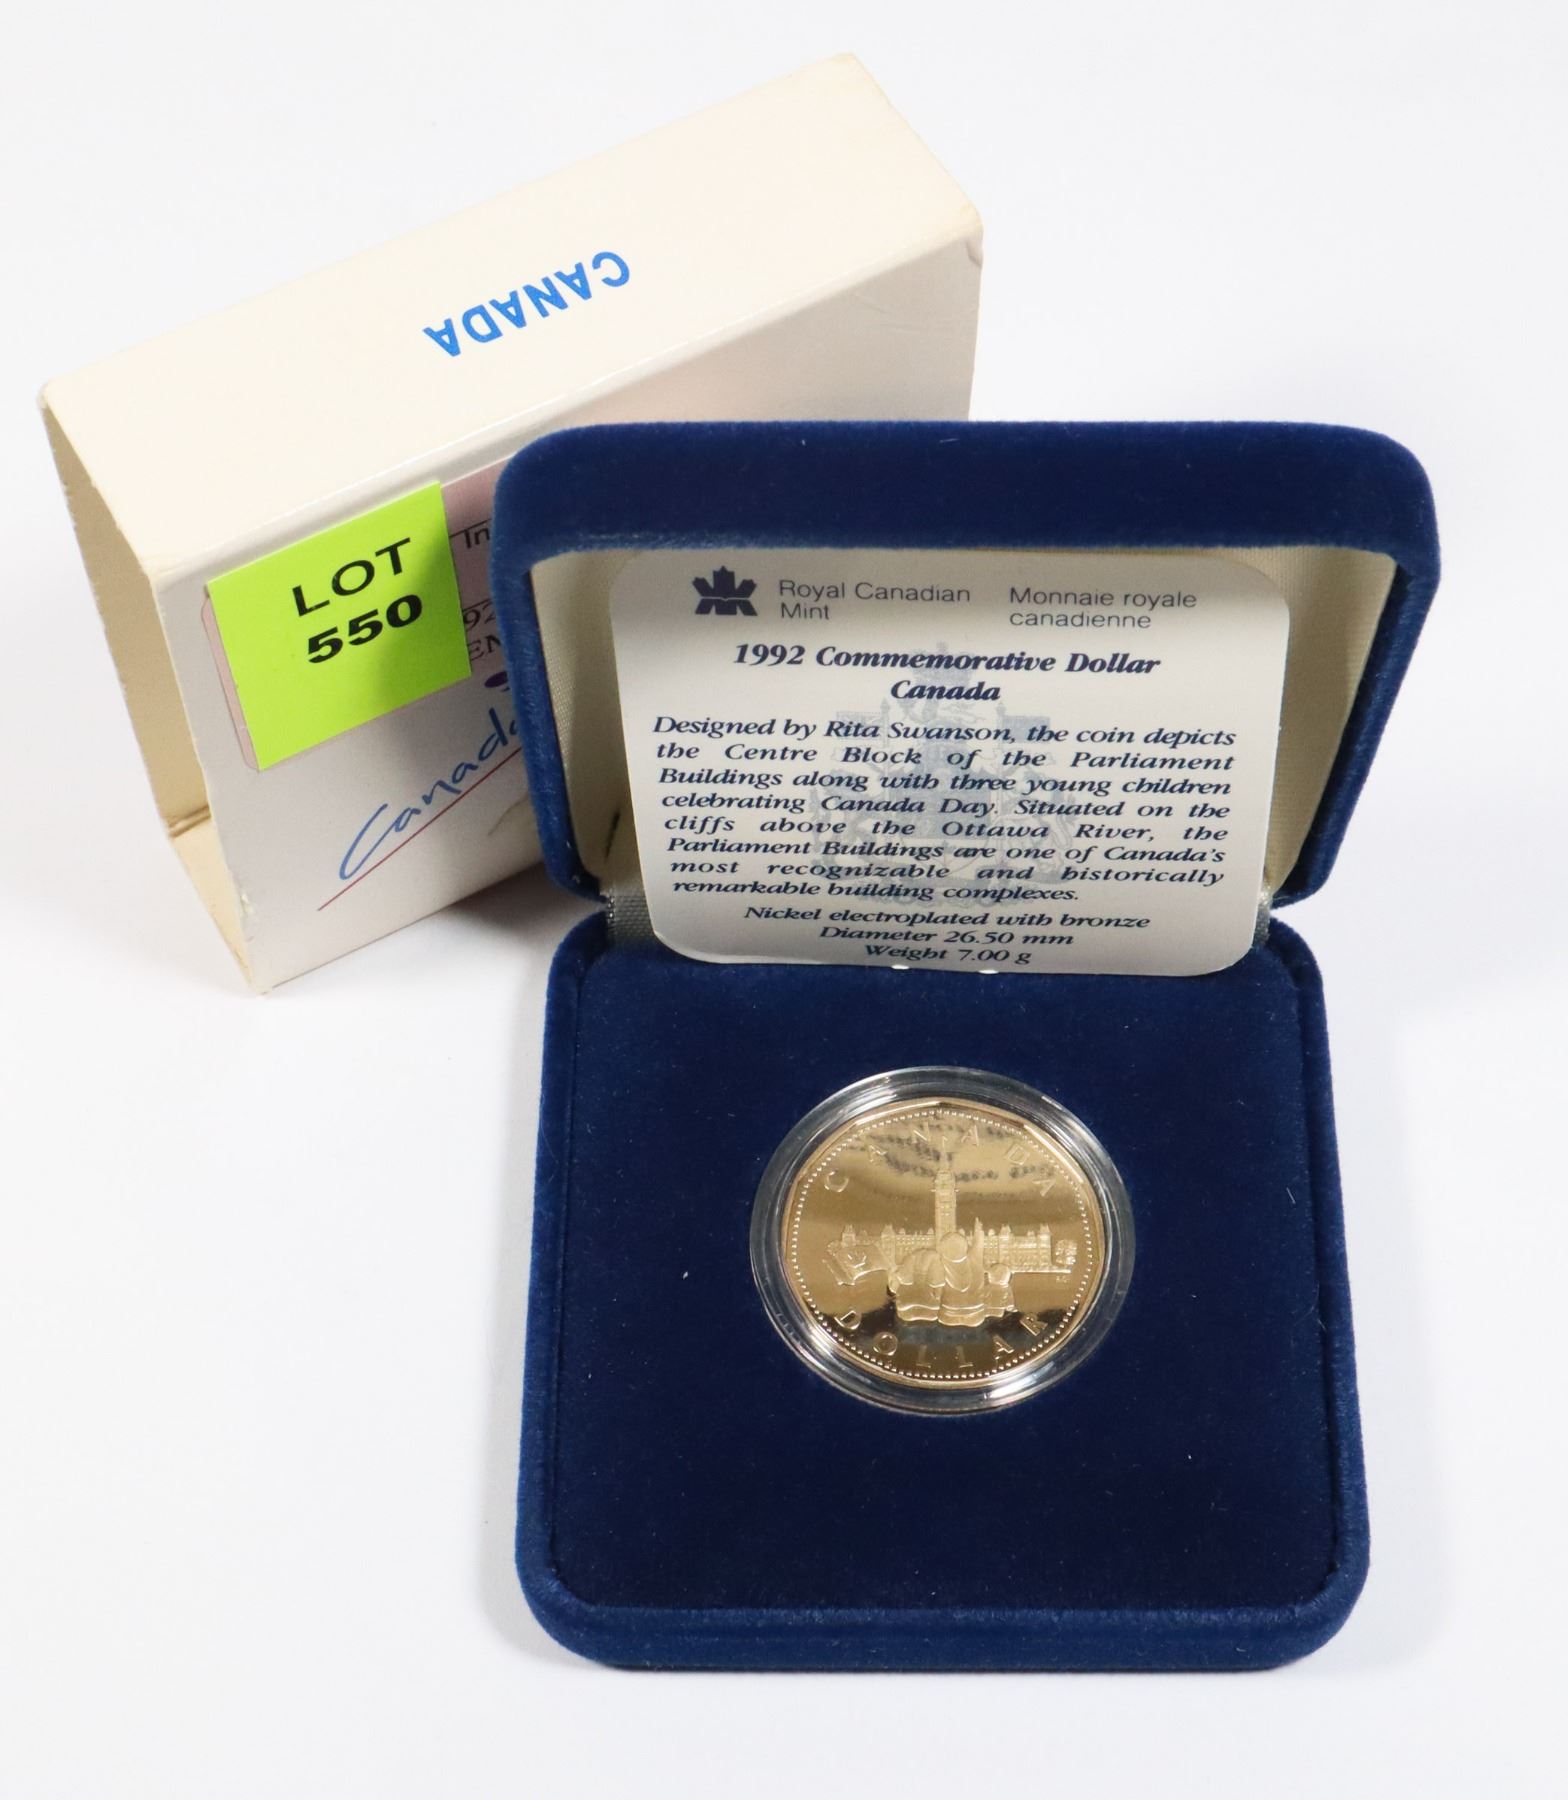 CANADA
LOT
550
Canada
Royal Canadian
Mint
Monnaie royale
canadienne
1992 Commemorative Dollar
Canada
Designed by Rita Swanson, the coin depicts
the Centre Block of the Parliament
Buildings along with three young children
celebrating Canada Day. Situated on the
cliffs above the Ottawa River, the
Parliament Buildings are one of Canada's
most recognizable and historically
remarkable building complexes.
Nickel electroplated with bronze
Diameter 26.50 mm
Weight 7.00 g
CANADA
DOLLAR